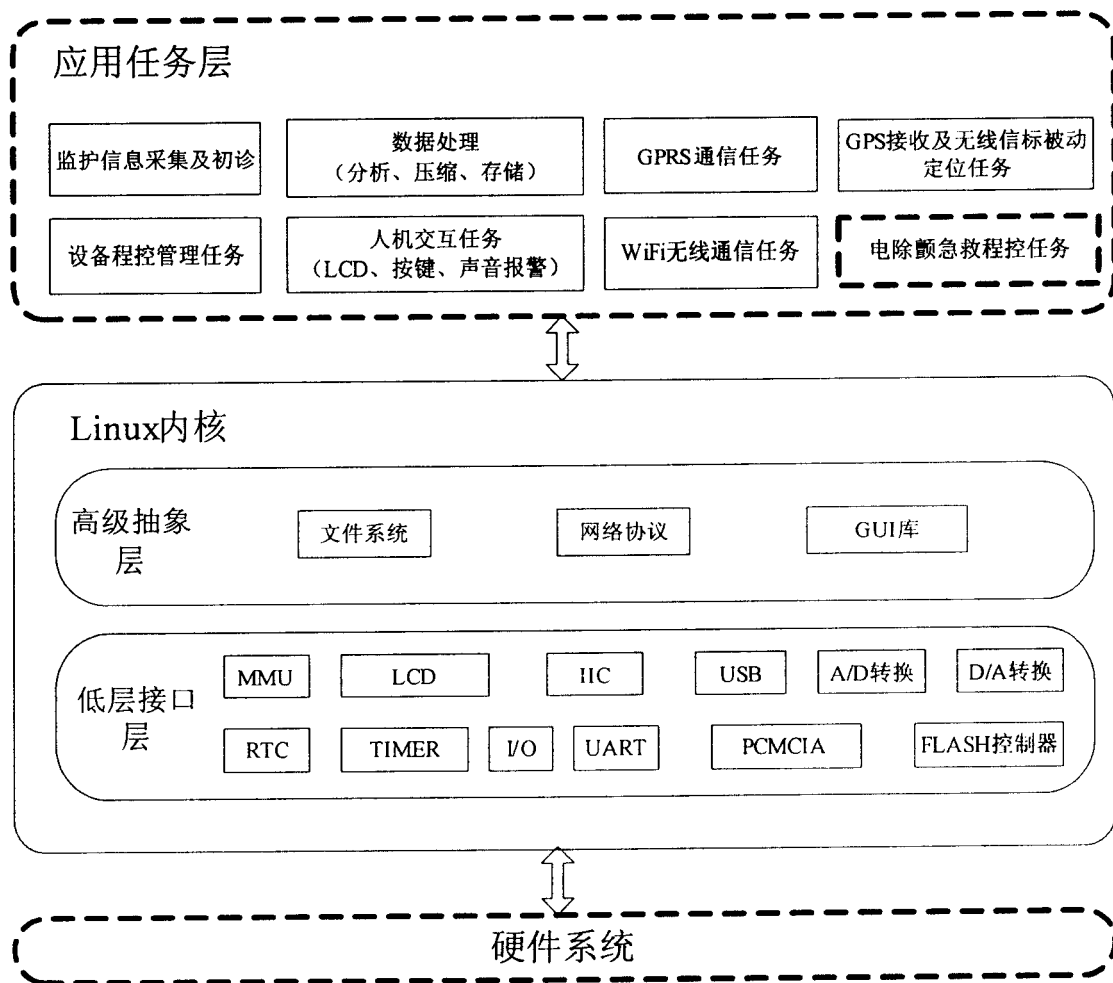 应用任务层
监护信息采集及初诊
数据处理
（分析、压缩、存储）
GPRS通信任务
GPS接收及无线信标被动
定位任务
设备程控管理任务
人机交互任务
（LCD、按键、声音报警）
WiFi无线通信任务
电除颤急救程控任务
Linux内核
高级抽象
层
文件系统
网络协议
GUI库
低层接口
层
MMU
LCD
IIC
USB
A/D转换
D/A转换
RTC
TIMER
I/O
UART
PCMCIA
FLASH控制器
硬件系统